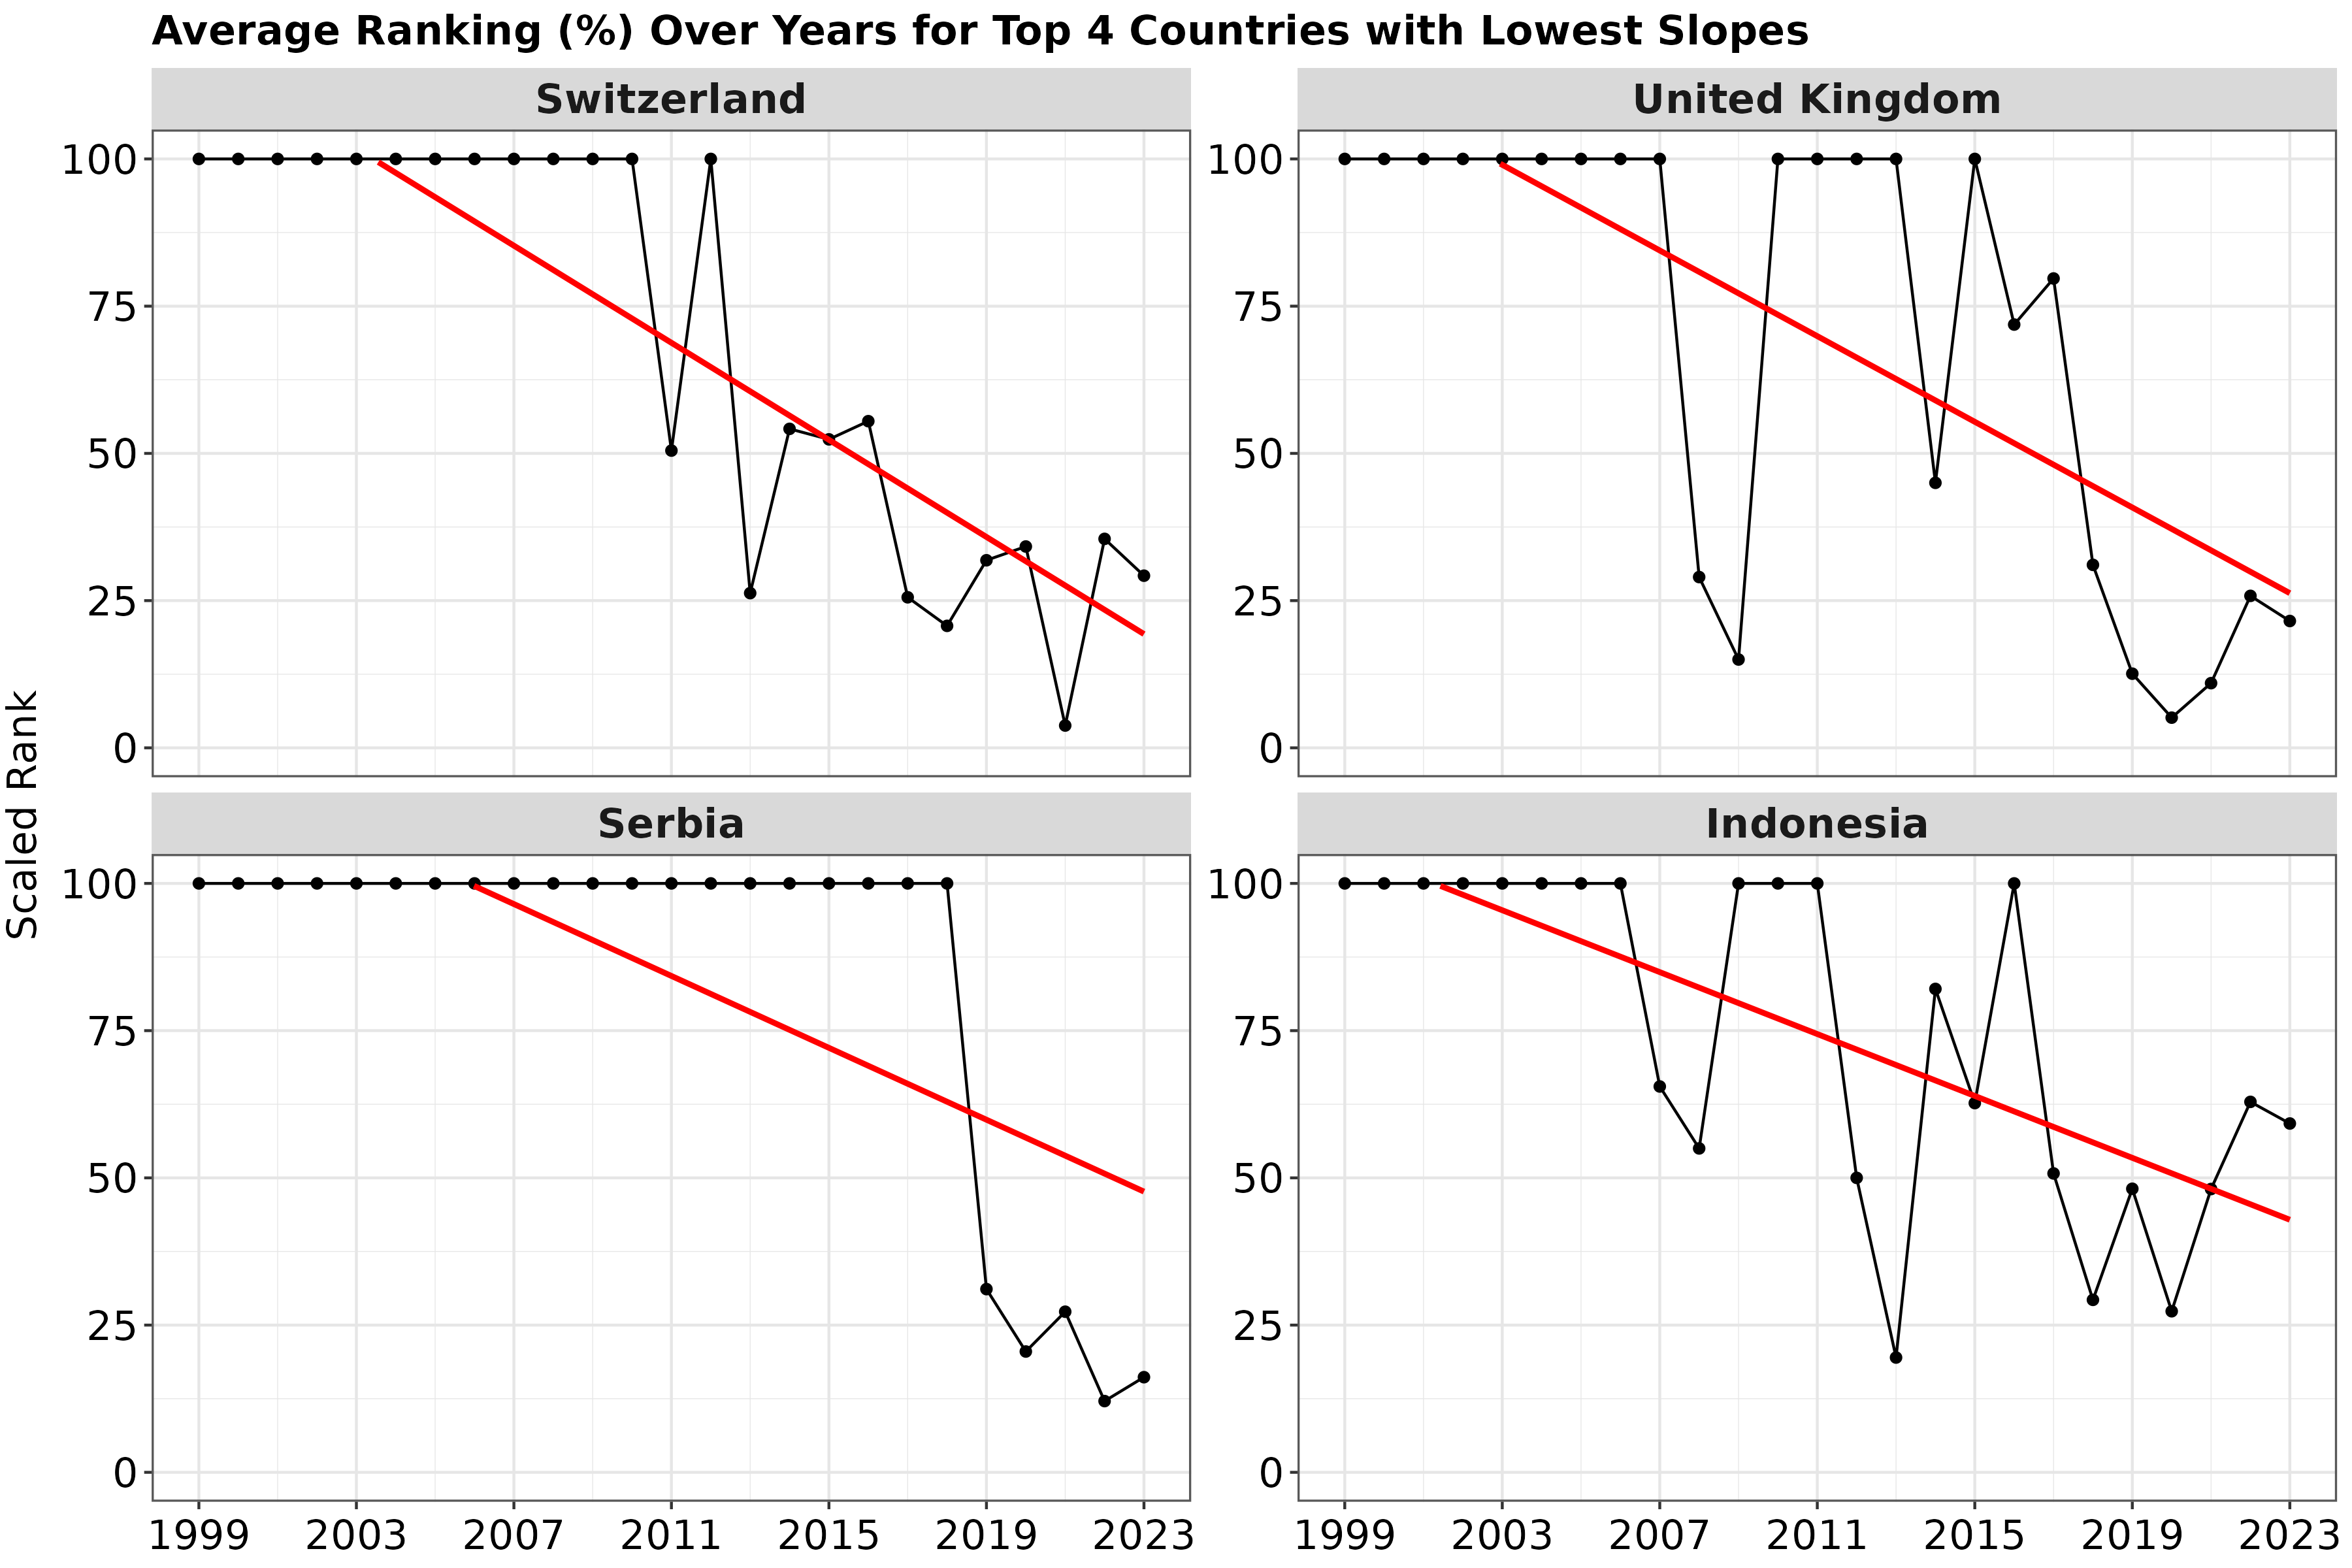 Average Ranking (%) Over Years for Top 4 Countries with Lowest Slopes
Switzerland
United Kingdom
100
75
50
25
0
100
75
50
25
0
Scaled Rank
Serbia
Indonesia
100
75
50
25
0
100
75
50
25
0
1999 2003 2007 2011 2015 2019 2023
1999 2003 2007 2011 2015 2019 2023